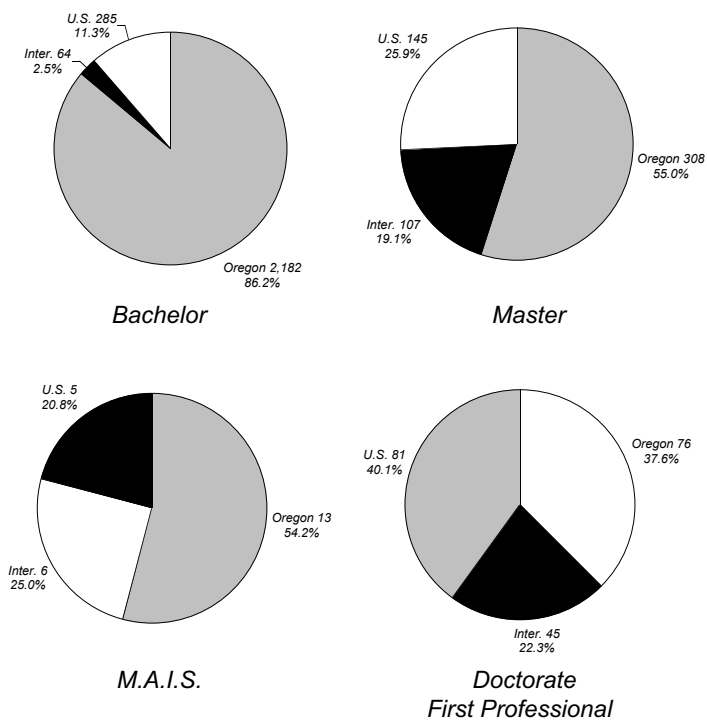 U.S. 285
11.3%
Inter. 64
2.5%
Oregon 2,182
86.2%
Bachelor
U.S. 145
25.9%
Oregon 308
55.0%
Inter. 107
19.1%
Master
U.S. 5
20.8%
Oregon 13
54.2%
Inter. 6
25.0%
M.A.I.S.
U.S. 81
40.1%
Oregon 76
37.6%
Inter. 45
22.3%
Doctorate
First Professional